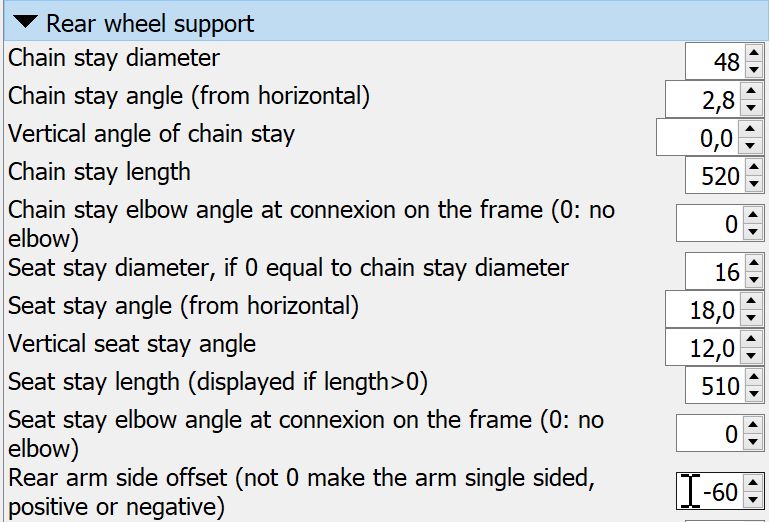 Rear wheel support
Chain stay diameter 48
Chain stay angle (from horizontal) 2,8
Vertical angle of chain stay 0,0
Chain stay length 520
Chain stay elbow angle at connexion on the frame (0: no
elbow) 0
Seat stay diameter, if 0 equal to chain stay diameter 16
Seat stay angle (from horizontal) 18,0
Vertical seat stay angle 12,0
Seat stay length (displayed if length>0) 510
Seat stay elbow angle at connexion on the frame (0: no
elbow) 0
Rear arm side offset (not 0 make the arm single sided,
positive or negative) -60